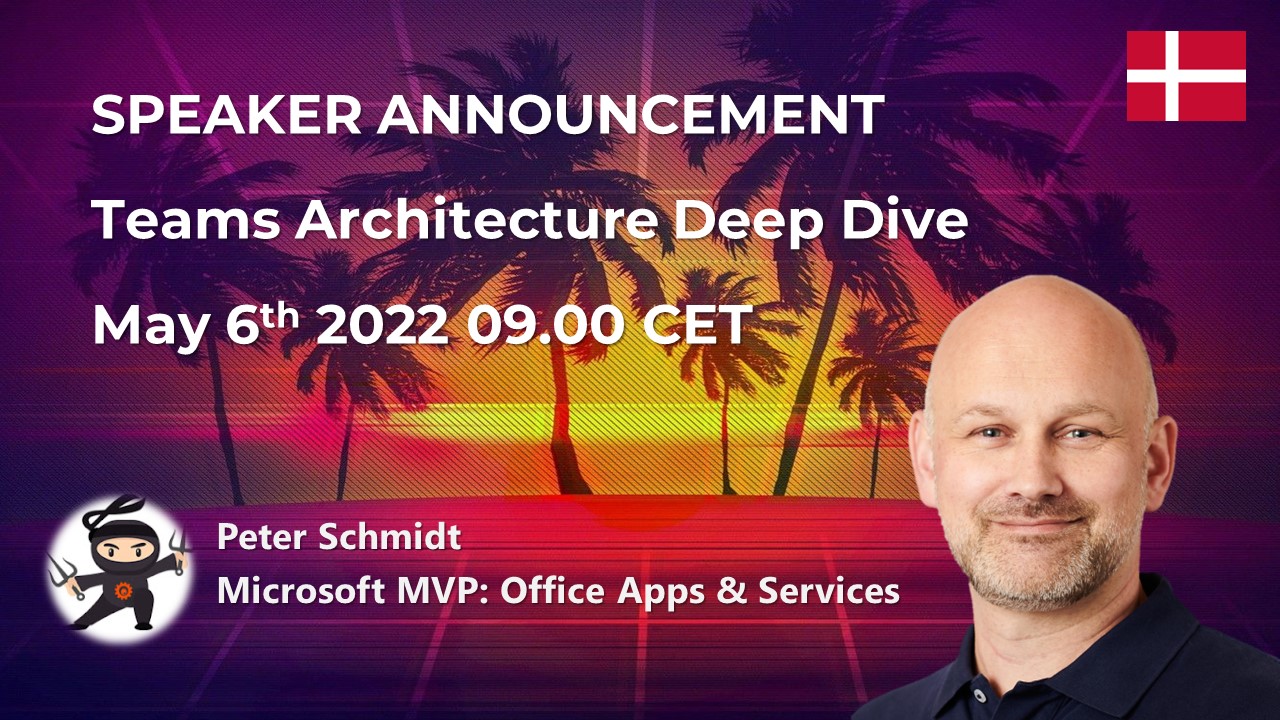 SPEAKER ANNOUNCEMENT
Teams Architecture Deep Dive
May 6th 2022 09.00 CET
Peter Schmidt
Microsoft MVP: Office Apps & Services